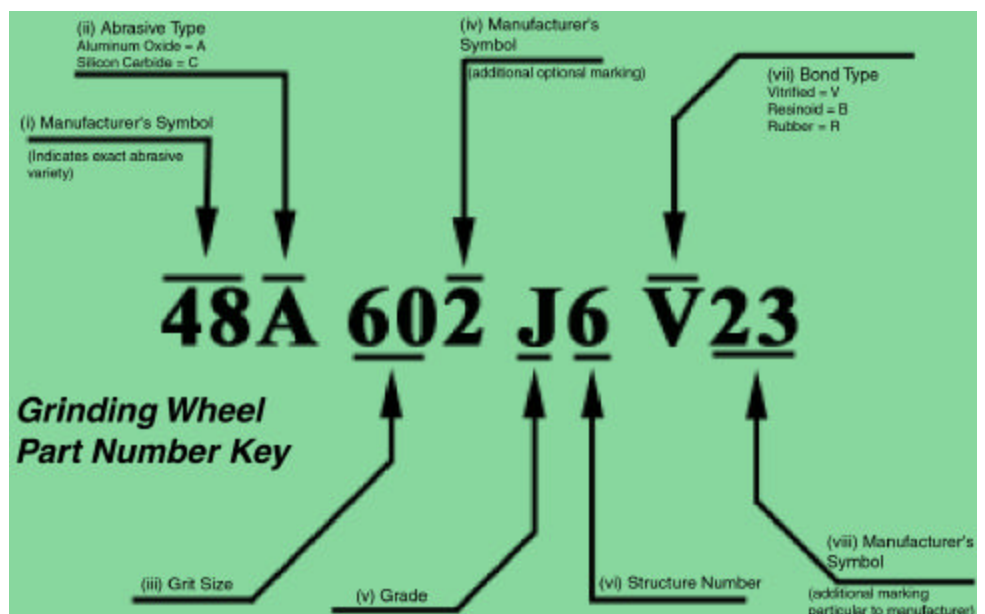 (ii) Abrasive Type
Aluminum Oxide = A
Silicon Carbide = C
(iv) Manufacturer's
Symbol
(additional optional marking)
(vii) Bond Type
Vitrified = V
Resinoid = B
Rubber = R
(i) Manufacturer's Symbol
(Indicates exact abrasive
variety)
48A 602 J6 V23
Grinding Wheel
Part Number Key
(iii) Grit Size
(v) Grade
(vi) Structure Number
(viii) Manufacturer's
Symbol
(additional marking
particular to manufacturer)